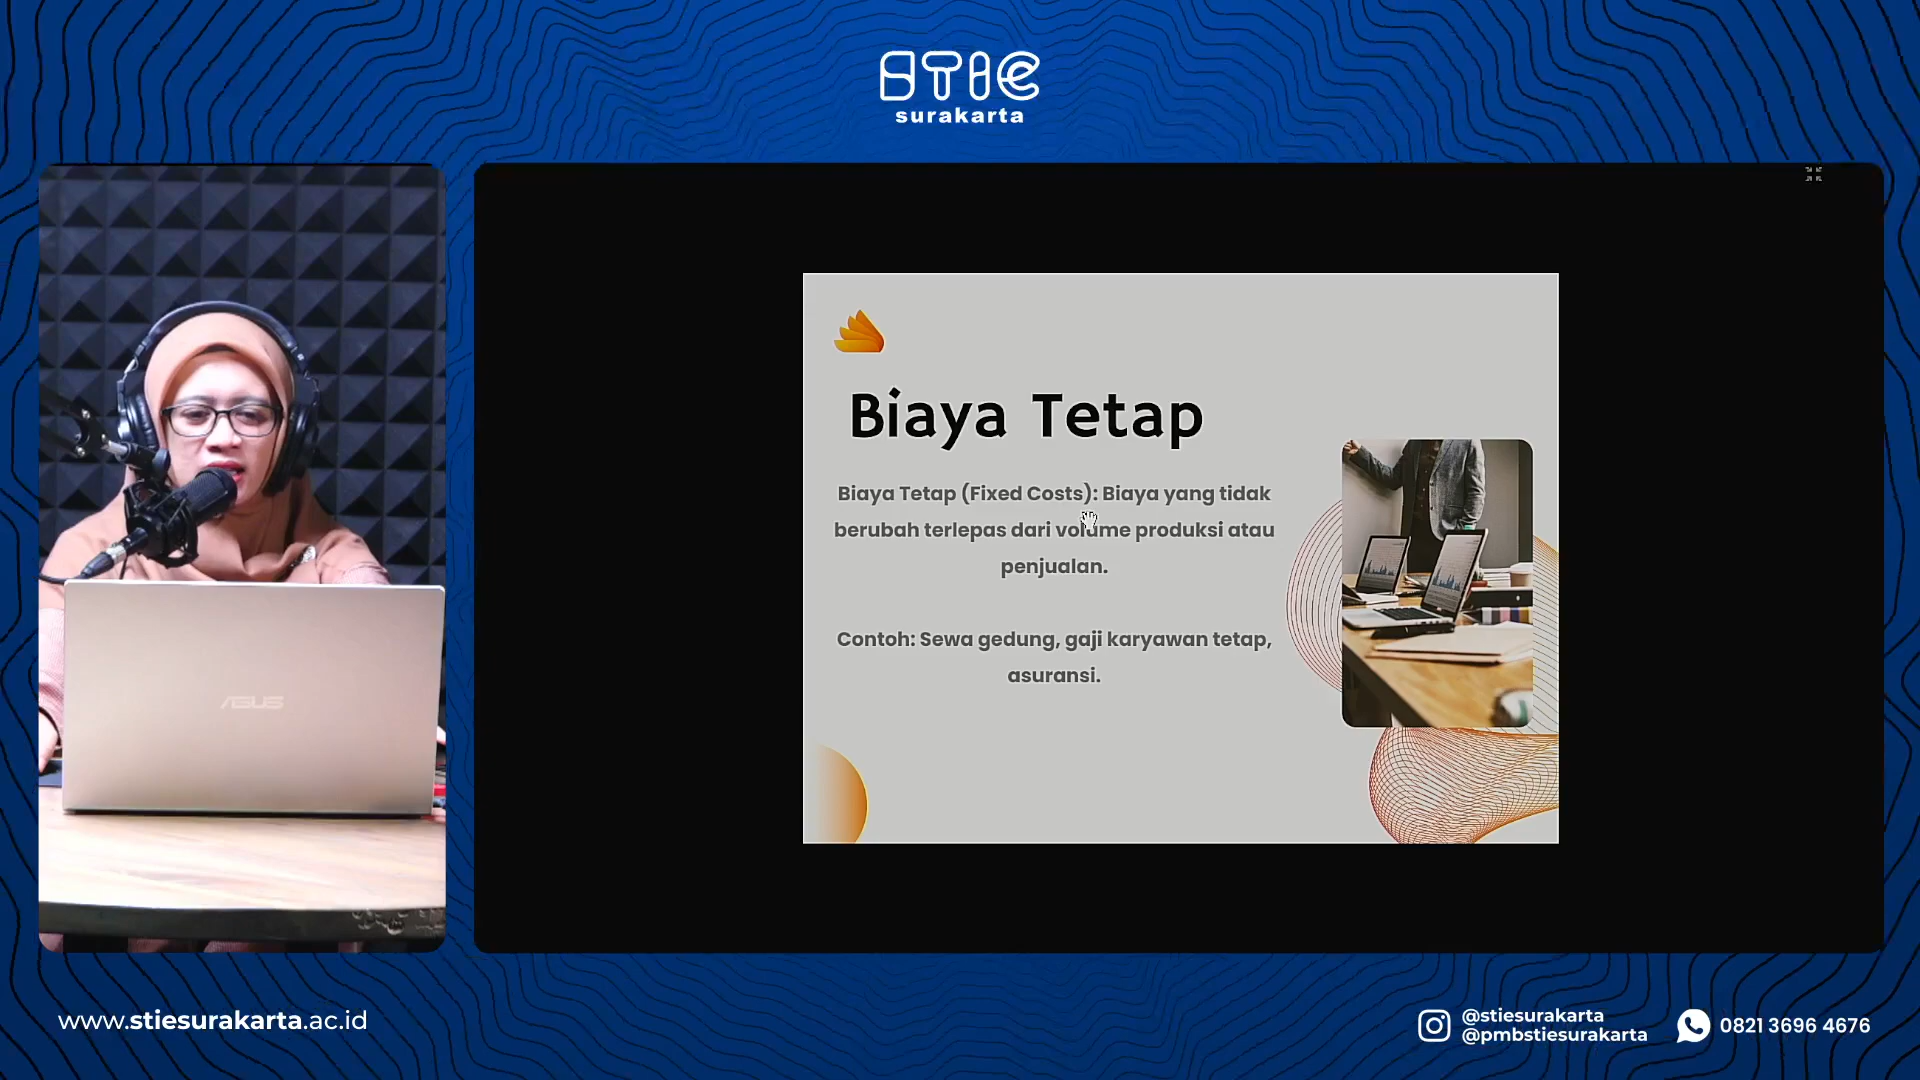 STIE
surakarta
Biaya Tetap
Biaya Tetap (Fixed Costs): Biaya yang tidak
berubah terlepas dari volume produksi atau
penjualan.
Contoh: Sewa gedung, gaji karyawan tetap,
asuransi.
ASUS
www.stiesurakarta.ac.id
@stiesurakarta
@pmbstiesurakarta
0821 3696 4676